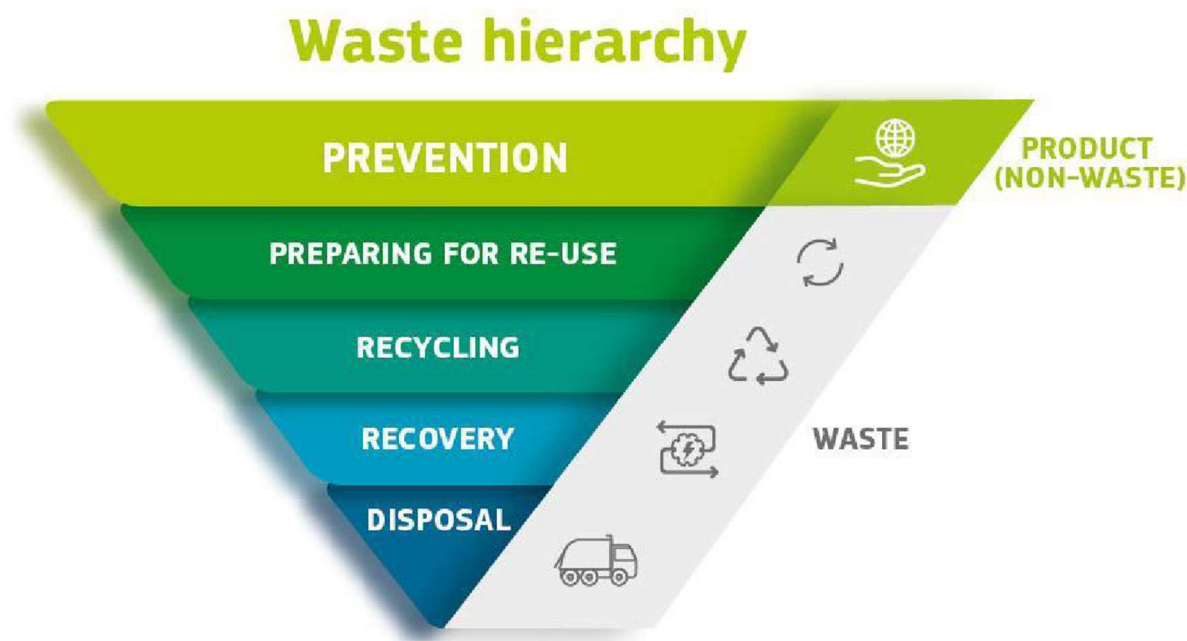 Waste hierarchy
PREVENTION
PRODUCT
(NON-WASTE)
PREPARING FOR RE-USE
RECYCLING
RECOVERY
WASTE
DISPOSAL